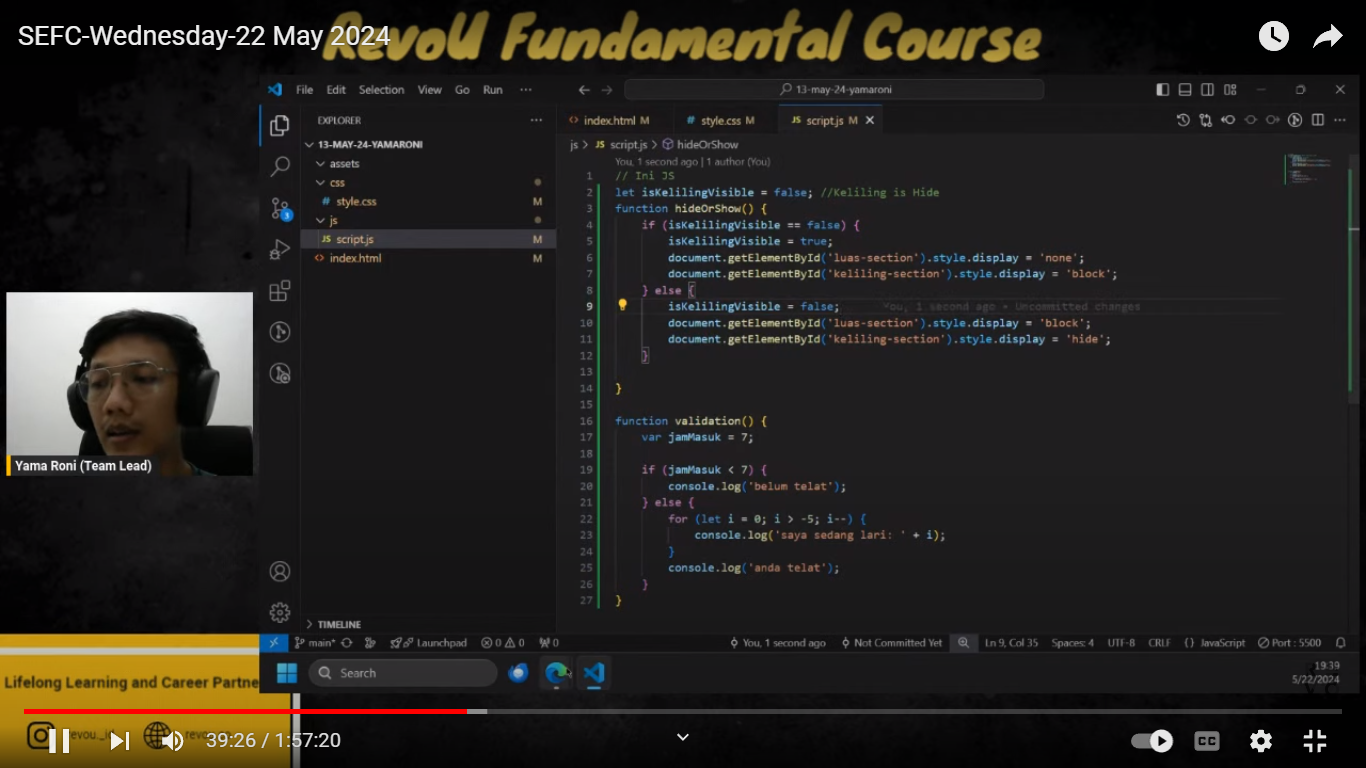 SEFC-Wednesday-22 May 2024
RevoU Fundamental Course
File Edit Selection View Go Run ···
13-may-24-yamaroni
EXPLORER ···
13-MAY-24-YAMARONI
assets
css
# style.css M
js
JS script.js M
<> index.html M
TIMELINE
<> index.html M # style.css M JS script.js M
js > JS script.js > hideOrShow
You, 1 second ago | 1 author (You)
1 // Ini JS
2 let isKelilingVisible = false; //Keliling is Hide
3 function hideOrShow() {
4 if (isKelilingVisible == false) {
5 isKelilingVisible = true;
6 document.getElementById('luas-section').style.display = 'none';
7 document.getElementById('keliling-section').style.display = 'block';
8 } else {
9 isKelilingVisible = false; You, 1 second ago • Uncommitted changes
10 document.getElementById('luas-section').style.display = 'block';
11 document.getElementById('keliling-section').style.display = 'hide';
12 }
13
14 }
15
16 function validation() {
17 var jamMasuk = 7;
18
19 if (jamMasuk < 7) {
20 console.log('belum telat');
21 } else {
22 for (let i = 0; i > -5; i--) {
23 console.log('saya sedang lari: ' + i);
24 }
25 console.log('anda telat');
26 }
27 }
3
Yama Roni (Team Lead)
main* Launchpad 0 0 0 You, 1 second ago Not Committed Yet Ln 9, Col 35 Spaces: 4 UTF-8 CRLF {} JavaScript Port : 5500
Search
19:39
5/22/2024
Lifelong Learning and Career Partne
39:26 / 1:57:20
CC